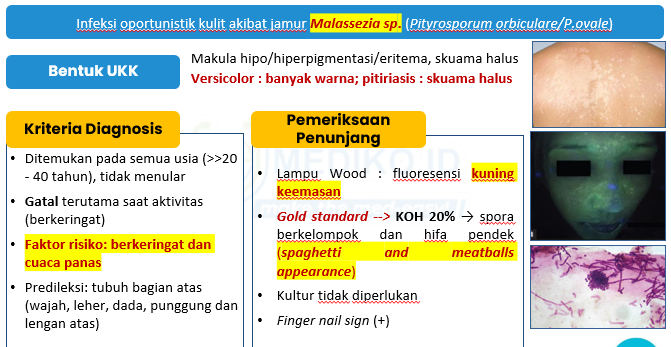 Infeksi oportunistik kulit akibat jamur Malassezia sp. (Pityrosporum orbiculare/P.ovale)
Bentuk UKK
Makula hipo/hiperpigmentasi/eritema, skuama halus
Versicolor : banyak warna; pitiriasis : skuama halus
Kriteria Diagnosis
• Ditemukan pada semua usia (>>20
- 40 tahun), tidak menular
• Gatal terutama saat aktivitas
(berkeringat)
• Faktor risiko: berkeringat dan
cuaca panas
• Predileksi: tubuh bagian atas
(wajah, leher, dada, punggung dan
lengan atas)
Pemeriksaan
Penunjang
• Lampu Wood : fluoresensi kuning
keemasan
• Gold standard --> KOH 20% → spora
berkelompok dan hifa pendek
(spaghetti and meatballs
appearance)
• Kultur tidak diperlukan
• Finger nail sign (+)
MEDIKO.ID